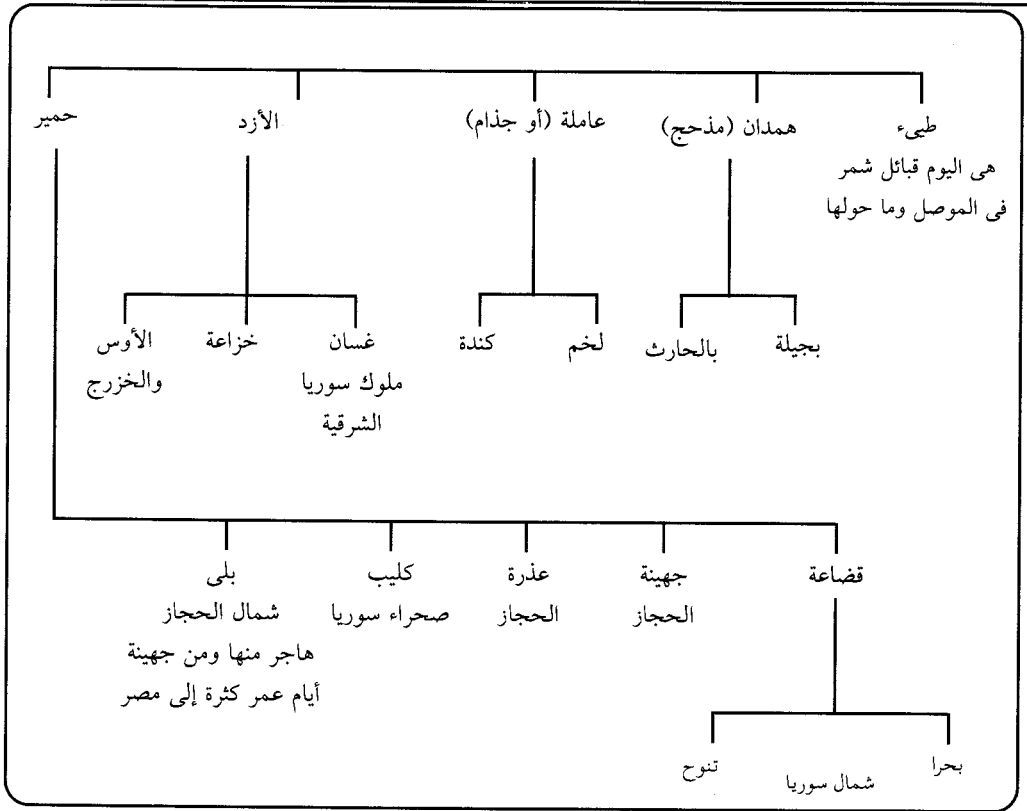 طيىء
هى اليوم قبائل شمر
فى الموصل وما حولها
همدان (مذحج)
عاملة (أو جذام)
الأزد
حمير
بجيلة
بالحارث
لخم
كندة
غسان
ملوك سوريا
الشرقية
خزاعة
الأوس
والخزرج
قضاعة
جهينة
الحجاز
عذرة
الحجاز
كليب
صحراء سوريا
بلى
شمال الحجاز
هاجر منها ومن جهينة
أيام عمر كثرة إلى مصر
بحرا
شمال سوريا
تنوح